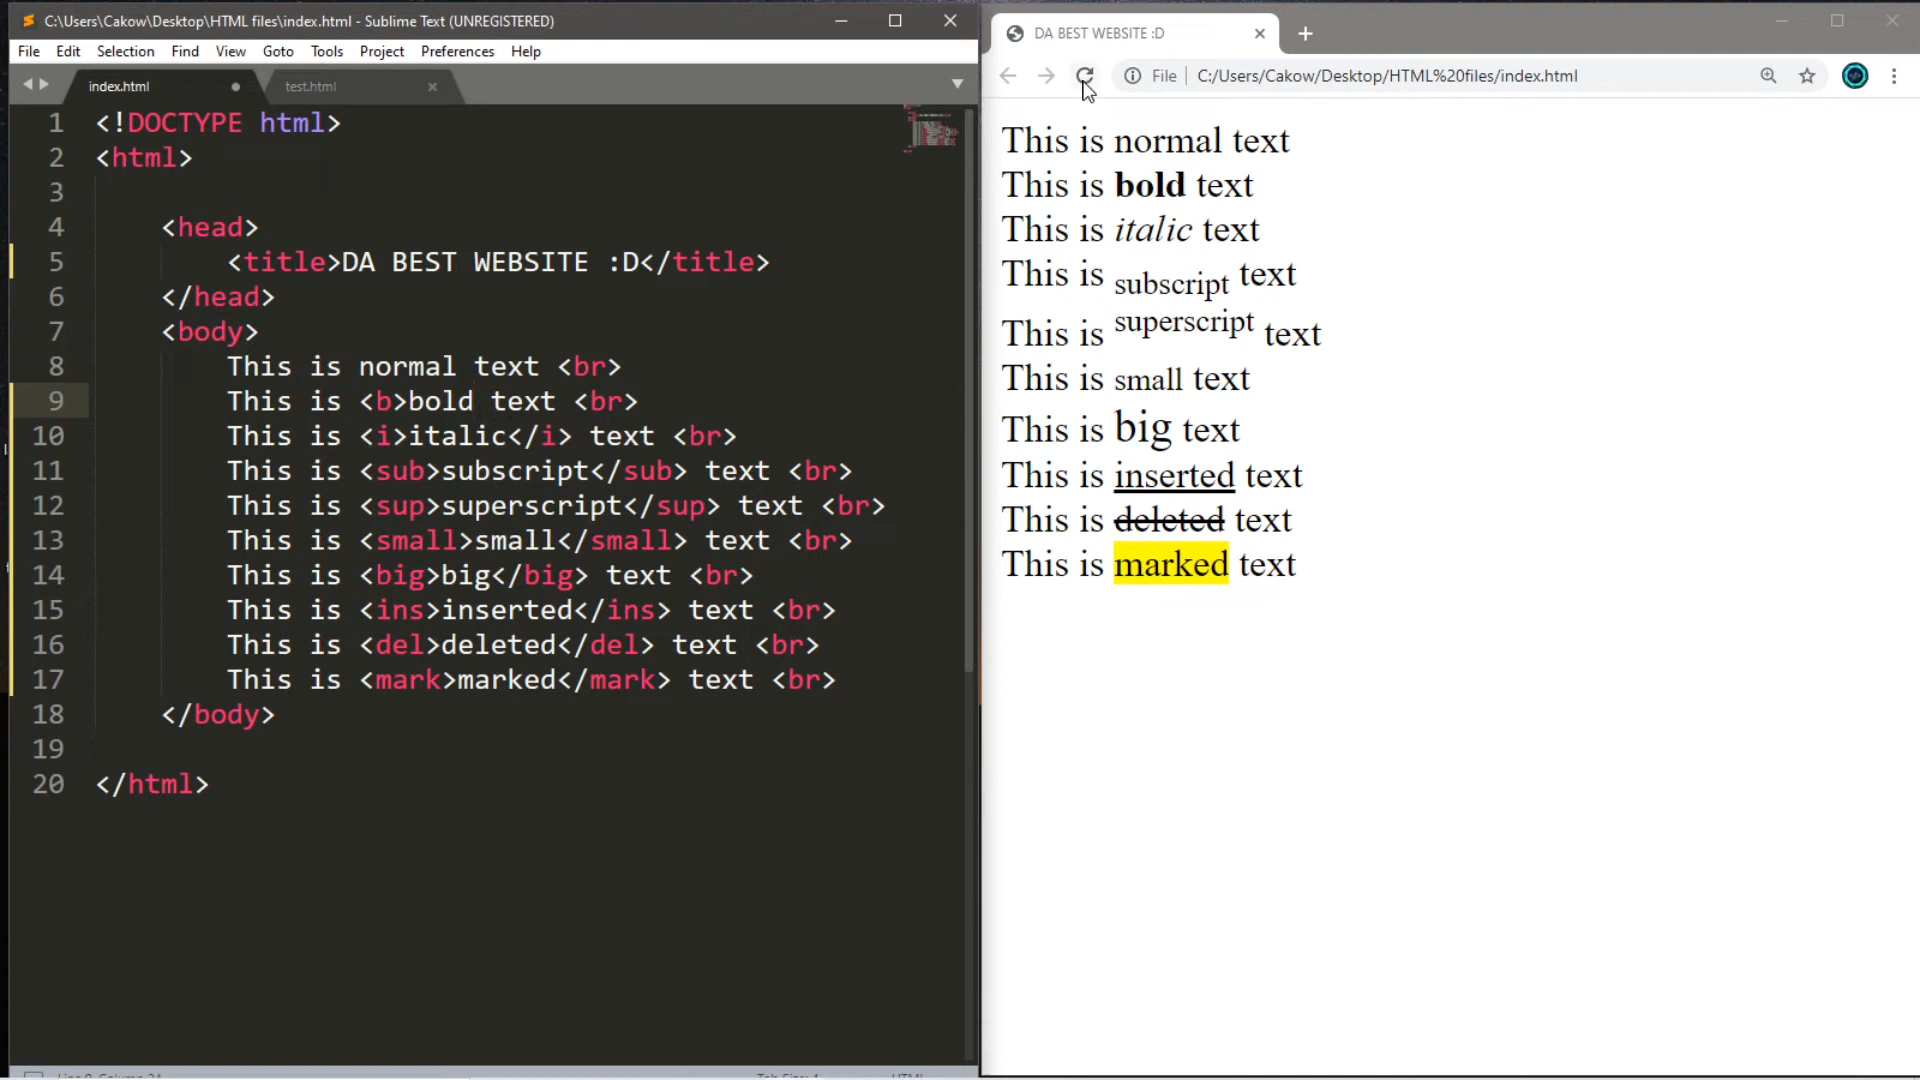 C:\Users\Cakow\Desktop\HTML files\index.html - Sublime Text (UNREGISTERED)
File Edit Selection Find View Goto Tools Project Preferences Help
index.html test.html
1 <!DOCTYPE html>
2 <html>
3
4 <head>
5 <title>DA BEST WEBSITE :D</title>
6 </head>
7 <body>
8 This is normal text <br>
9 This is <b>bold text <br>
10 This is <i>italic</i> text <br>
11 This is <sub>subscript</sub> text <br>
12 This is <sup>superscript</sup> text <br>
13 This is <small>small</small> text <br>
14 This is <big>big</big> text <br>
15 This is <ins>inserted</ins> text <br>
16 This is <del>deleted</del> text <br>
17 This is <mark>marked</mark> text <br>
18 </body>
19
20 </html>
DA BEST WEBSITE :D
File C:/Users/Cakow/Desktop/HTML%20files/index.html
This is normal text
This is bold text
This is italic text
This is subscript text
This is superscript text
This is small text
This is big text
This is inserted text
This is deleted text
This is marked text